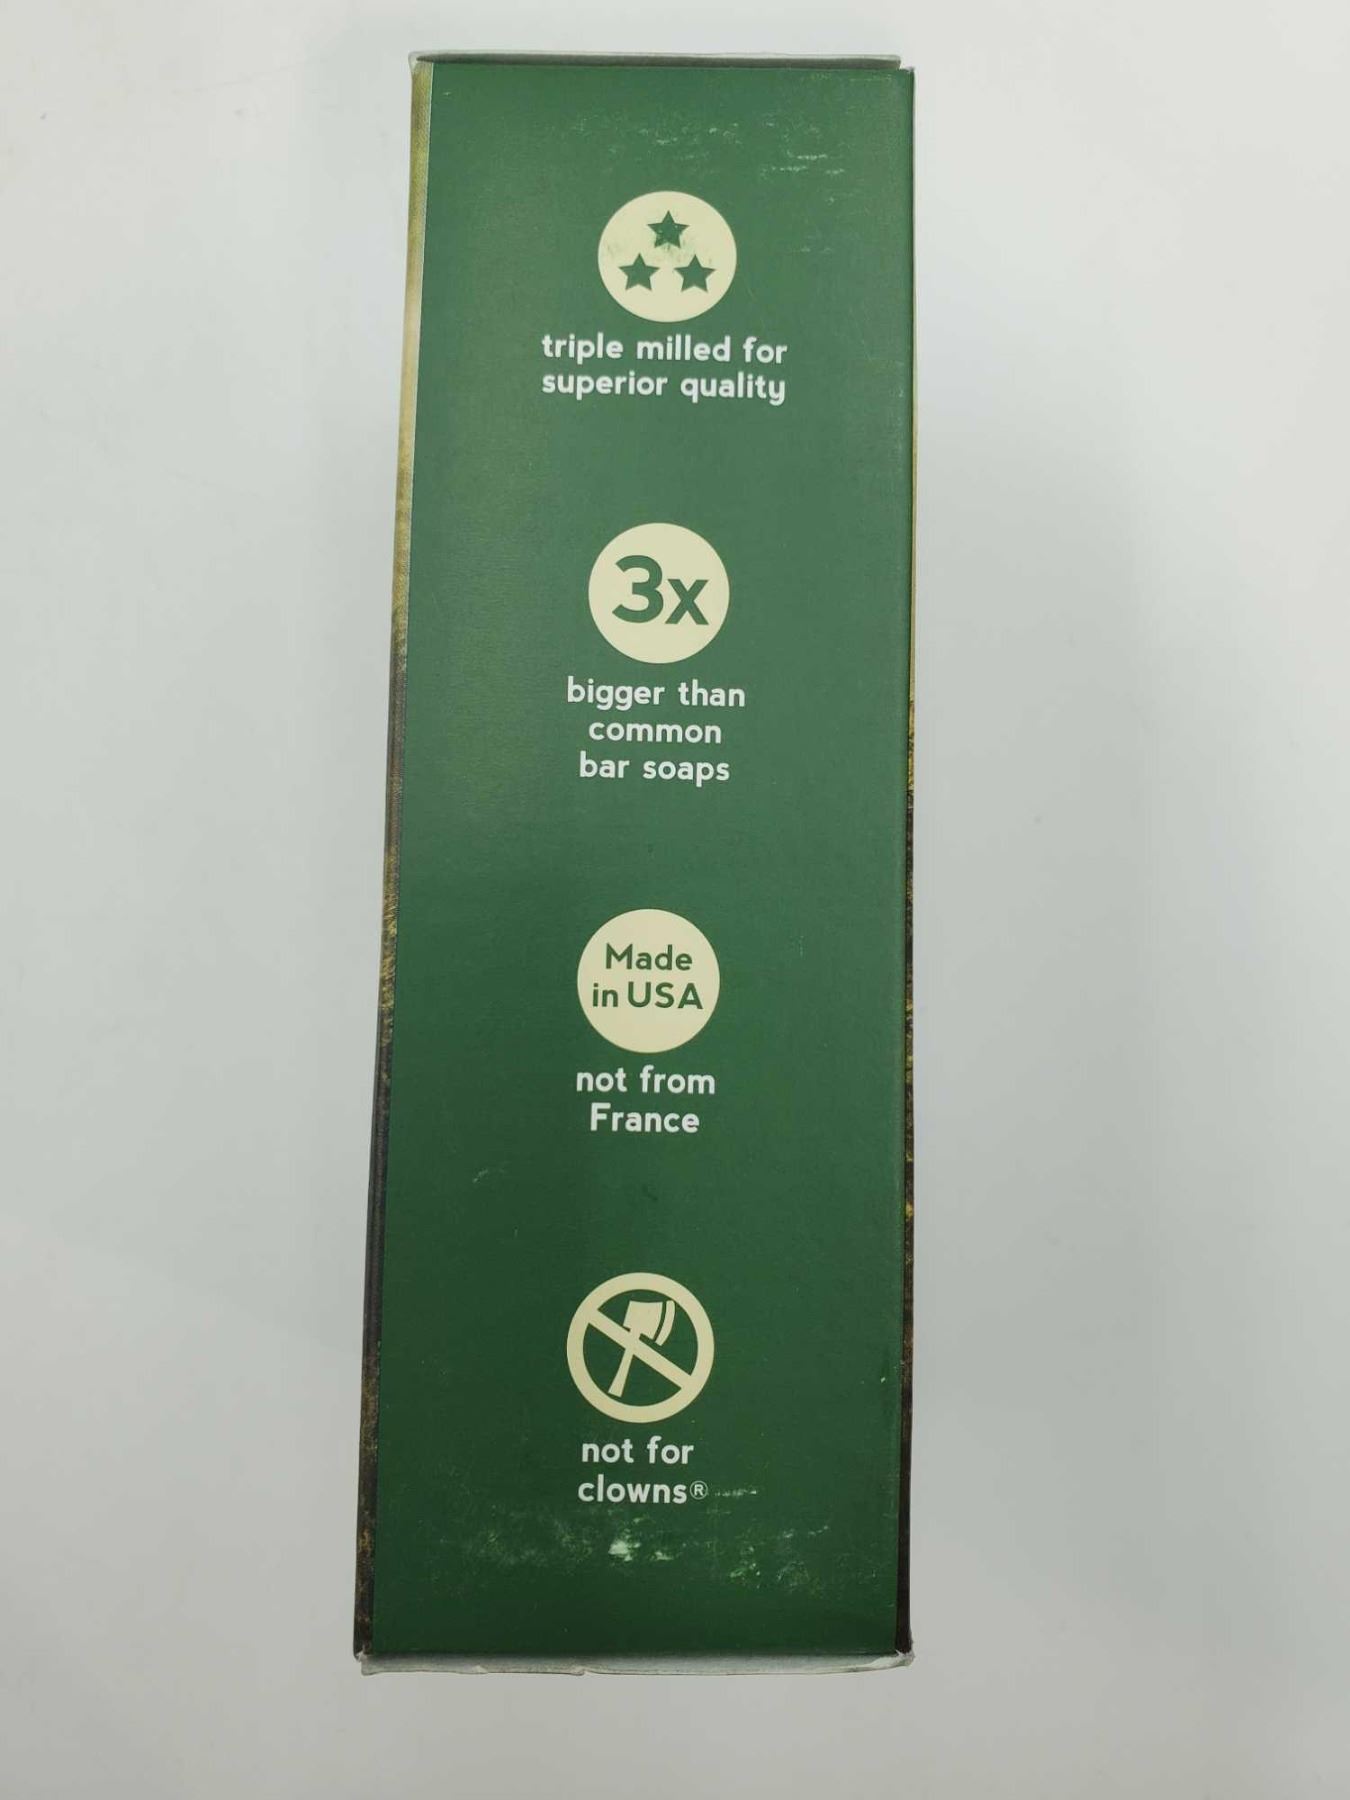 triple milled for
superior quality
3x
bigger than
common
bar soaps
Made
in USA
not from
France
not for
clowns®